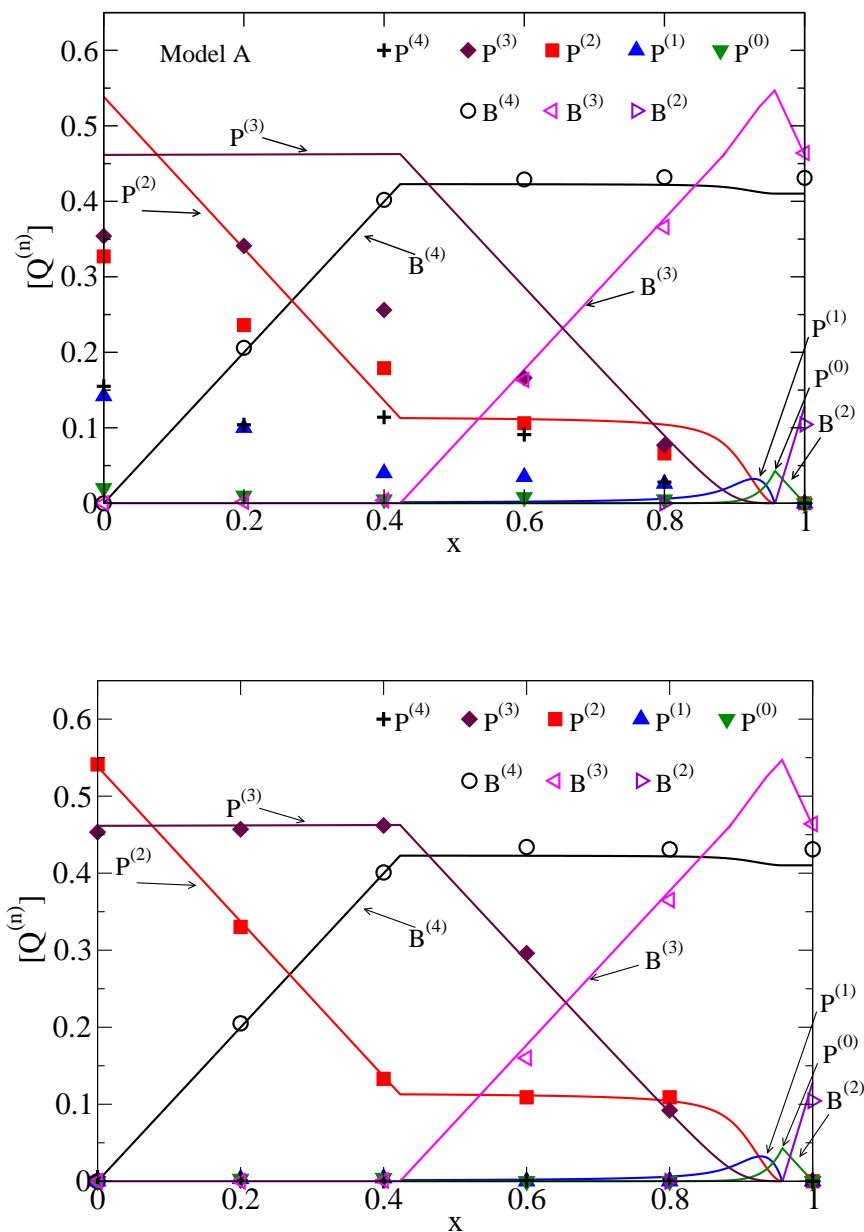 0.6
Model A
P(4) P(3) P(2) P(1) P(0)
B(4) B(3) B(2)
0.5
P(3)
P(2)
0.4
B(4)
[Q(n)]
0.3
B(3)
P(1)
P(0)
B(2)
0.2
0.1
0
0 0.2 0.4 0.6 0.8 1
x
0.6
P(4) P(3) P(2) P(1) P(0)
B(4) B(3) B(2)
0.5
P(3)
P(2)
0.4
B(4)
[Q(n)]
0.3
B(3)
P(1)
P(0)
B(2)
0.2
0.1
0
0 0.2 0.4 0.6 0.8 1
x